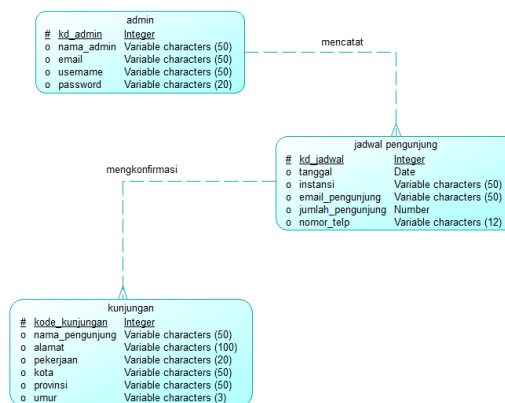 admin
# kd_admin Integer
o nama_admin Variable characters (50)
o email Variable characters (50)
o username Variable characters (50)
o password Variable characters (20)
mencatat
jadwal pengunjung
# kd_jadwal Integer
o tanggal Date
o instansi Variable characters (50)
o email_pengunjung Variable characters (50)
o jumlah_pengunjung Number
o nomor_telp Variable characters (12)
mengkonfirmasi
kunjungan
# kode_kunjungan Integer
o nama_pengunjung Variable characters (50)
o alamat Variable characters (100)
o pekerjaan Variable characters (20)
o kota Variable characters (50)
o provinsi Variable characters (50)
o umur Variable characters (3)